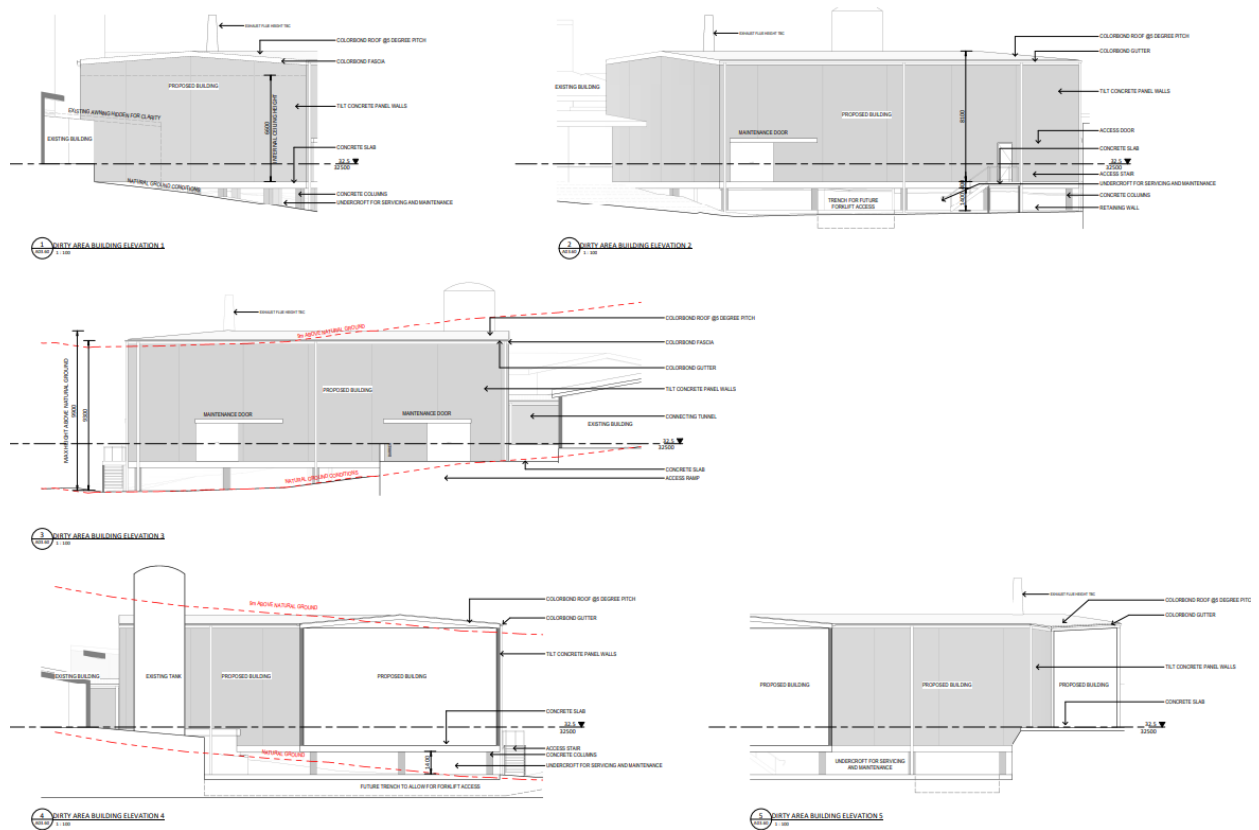 EXHAUST FLUE HEIGHT TBC
COLORBOND ROOF @5 DEGREE PITCH
COLORBOND FASCIA
PROPOSED BUILDING
TILT CONCRETE PANEL WALLS
EXISTING AWNING HIDDEN FOR CLARITY
EXISTING BUILDING
6600
INTERNAL CEILING HEIGHT
CONCRETE SLAB
32.5
32500
NATURAL GROUND CONDITIONS
CONCRETE COLUMNS
UNDERCROFT FOR SERVICING AND MAINTENANCE
1
DIRTY AREA BUILDING ELEVATION 1
1 : 100
EXHAUST FLUE HEIGHT TBC
COLORBOND ROOF @5 DEGREE PITCH
COLORBOND GUTTER
EXISTING BUILDING
TILT CONCRETE PANEL WALLS
PROPOSED BUILDING
8100
MAINTENANCE DOOR
ACCESS DOOR
CONCRETE SLAB
32.5
32500
ACCESS STAIR
UNDERCROFT FOR SERVICING AND MAINTENANCE
TRENCH FOR FUTURE
FORKLIFT ACCESS
1400
CONCRETE COLUMNS
RETAINING WALL
2
DIRTY AREA BUILDING ELEVATION 2
1 : 100
EXHAUST FLUE HEIGHT TBC
9m ABOVE NATURAL GROUND
COLORBOND ROOF @5 DEGREE PITCH
COLORBOND FASCIA
COLORBOND GUTTER
MAX HEIGHT ABOVE NATURAL GROUND
9900
9300
PROPOSED BUILDING
TILT CONCRETE PANEL WALLS
MAINTENANCE DOOR
MAINTENANCE DOOR
CONNECTING TUNNEL
EXISTING BUILDING
32.5
32500
CONCRETE SLAB
NATURAL GROUND CONDITIONS
ACCESS RAMP
3
DIRTY AREA BUILDING ELEVATION 3
1 : 100
9m ABOVE NATURAL GROUND
COLORBOND ROOF @5 DEGREE PITCH
COLORBOND GUTTER
TILT CONCRETE PANEL WALLS
EXISTING BUILDING
EXISTING TANK
PROPOSED BUILDING
PROPOSED BUILDING
CONCRETE SLAB
32.5
32500
NATURAL GROUND
ACCESS STAIR
CONCRETE COLUMNS
1400
UNDERCROFT FOR SERVICING AND MAINTENANCE
FUTURE TRENCH TO ALLOW FOR FORKLIFT ACCESS
4
DIRTY AREA BUILDING ELEVATION 4
1 : 100
EXHAUST FLUE HEIGHT TBC
COLORBOND ROOF @5 DEGREE PITC
COLORBOND GUTTER
TILT CONCRETE PANEL WALLS
PROPOSED BUILDING
PROPOSED BUILDING
PROPOSED BUILDING
CONCRETE SLAB
32.5
32500
UNDERCROFT FOR SERVICING
AND MAINTENANCE
5
DIRTY AREA BUILDING ELEVATION 5
1 : 100